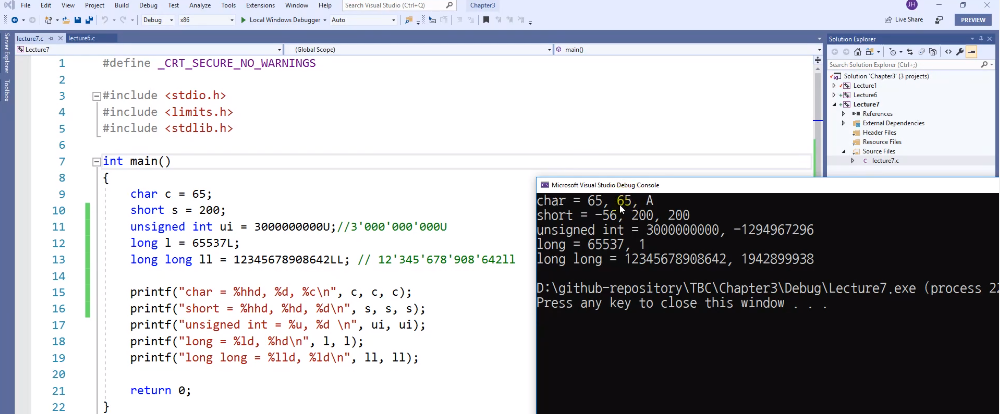 File Edit View Project Build Debug Test Analyze Tools Extensions Window Help Search Visual Studio (Ctrl+Q) Chapter3 JH
Debug x86 Local Windows Debugger Auto Live Share PREVIEW
Server Explorer
Toolbox
lecture7.c lecture6.c
Lecture7 (Global Scope) main()
1 #define _CRT_SECURE_NO_WARNINGS
2
3 #include <stdio.h>
4 #include <limits.h>
5 #include <stdlib.h>
6
7 int main()
8 {
9 char c = 65;
10 short s = 200;
11 unsigned int ui = 3000000000U;//3'000'000'000U
12 long l = 65537L;
13 long long ll = 12345678908642LL; // 12'345'678'908'642ll
14
15 printf("char = %hhd, %d, %c\n", c, c, c);
16 printf("short = %hhd, %hd, %d\n", s, s, s);
17 printf("unsigned int = %u, %d \n", ui, ui);
18 printf("long = %ld, %hd\n", l, l);
19 printf("long long = %lld, %ld\n", ll, ll);
20
21 return 0;
22 }
Solution Explorer
Search Solution Explorer (Ctrl+;)
Solution 'Chapter3' (3 projects)
Lecture1
Lecture6
Lecture7
References
External Dependencies
Header Files
Resource Files
Source Files
lecture7.c
Microsoft Visual Studio Debug Console
char = 65, 65, A
short = -56, 200, 200
unsigned int = 3000000000, -1294967296
long = 65537, 1
long long = 12345678908642, 1942899938
D:\github-repository\TBC\Chapter3\Debug\Lecture7.exe (process 22
Press any key to close this window . . .